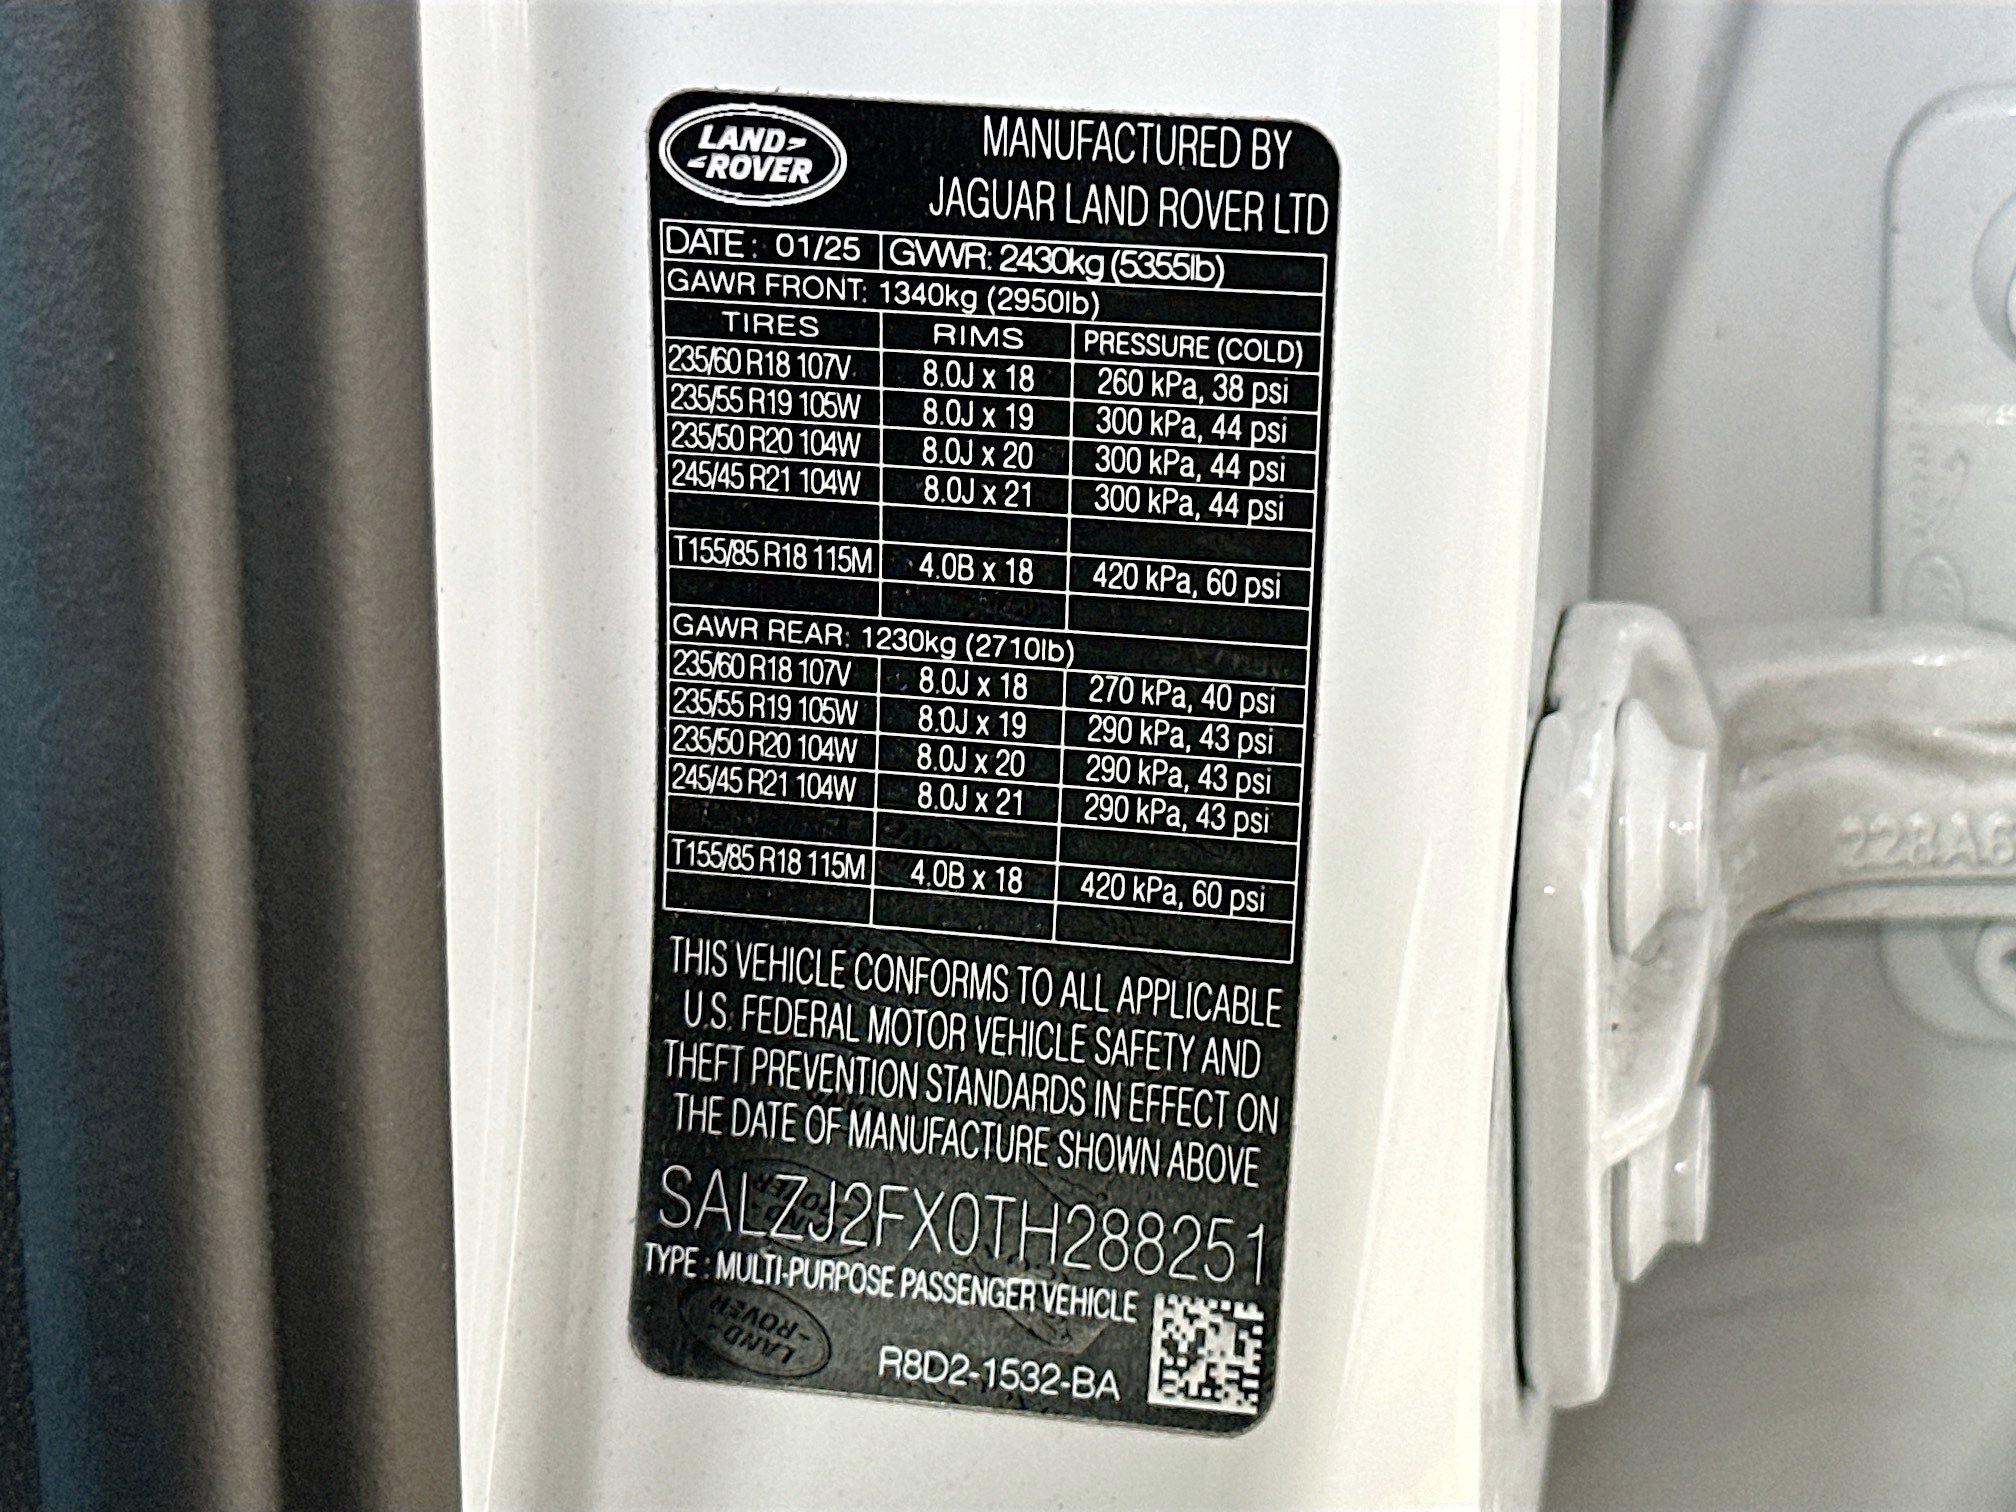 LAND
ROVER
MANUFACTURED BY
JAGUAR LAND ROVER LTD
DATE: 01/25 GVWR: 2430kg (5355lb)
GAWR FRONT: 1340kg (2950lb)
TIRES RIMS PRESSURE (COLD)
235/60 R18 107V 8.0J x 18 260 kPa, 38 psi
235/55 R19 105W 8.0J x 19 300 kPa, 44 psi
235/50 R20 104W 8.0J x 20 300 kPa, 44 psi
245/45 R21 104W 8.0J x 21 300 kPa, 44 psi
T155/85 R18 115M 4.0B x 18 420 kPa, 60 psi
GAWR REAR: 1230kg (2710lb)
235/60 R18 107V 8.0J x 18 270 kPa, 40 psi
235/55 R19 105W 8.0J x 19 290 kPa, 43 psi
235/50 R20 104W 8.0J x 20 290 kPa, 43 psi
245/45 R21 104W 8.0J x 21 290 kPa, 43 psi
T155/85 R18 115M 4.0B x 18 420 kPa, 60 psi
THIS VEHICLE CONFORMS TO ALL APPLICABLE
U.S. FEDERAL MOTOR VEHICLE SAFETY AND
THEFT PREVENTION STANDARDS IN EFFECT ON
THE DATE OF MANUFACTURE SHOWN ABOVE
SALZJ2FX0TH288251
TYPE : MULTI-PURPOSE PASSENGER VEHICLE
LAND
ROVER
R8D2-1532-BA
228A6